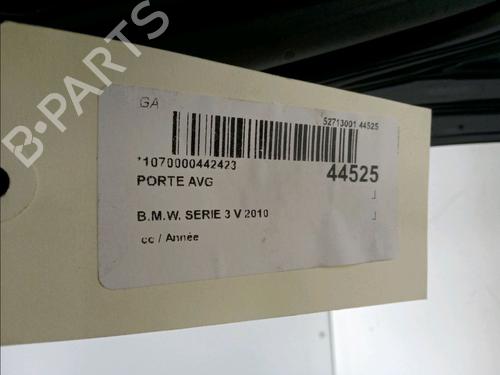 B-PARTS
GA
52713001 44525
*1070000442423
44525
PORTE AVG
B.M.W. SERIE 3 V 2010
cc / Année